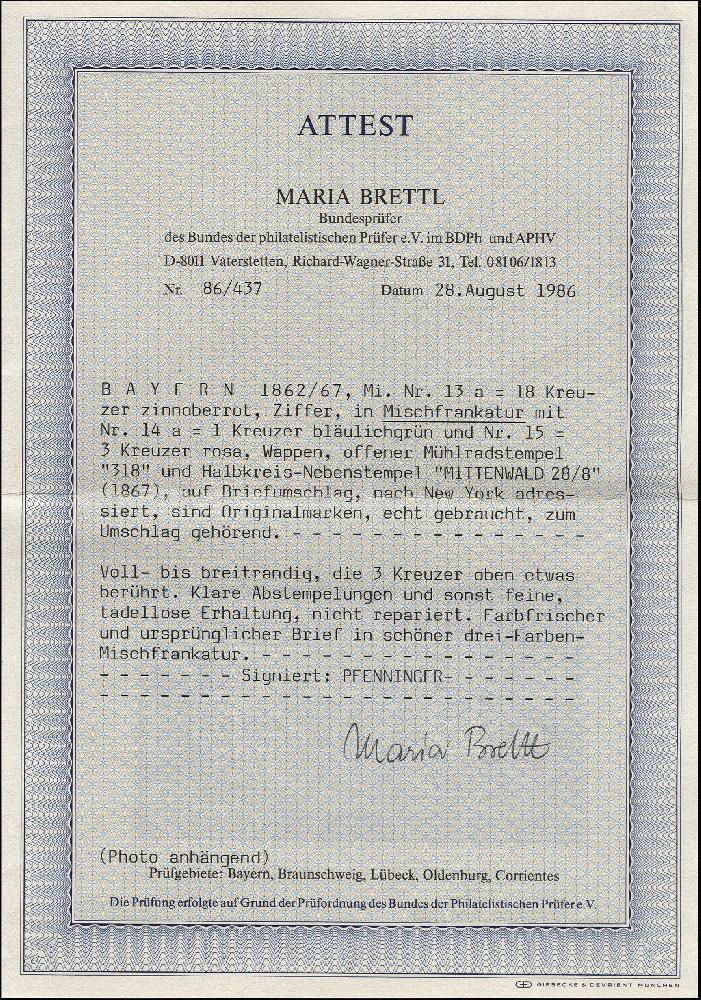 ATTEST
MARIA BRETTL
Bundesprüfer
des Bundes der philatelistischen Prüfer e.V. im BDPh und APHV
D-8011 Vaterstetten, Richard-Wagner-Straße 31, Tel. 08106/1813
Nr. 86/437 Datum 28.August 1986
B A Y E R N 1862/67, Mi. Nr. 13 a = 18 Kreu-
zer zinnoberrot, Ziffer, in Mischfrankatur mit
Nr. 14 a = 1 Kreuzer bläulichgrün und Nr. 15 =
3 Kreuzer rosa, Wappen, offener Mühlradstempel
"318" und Halbkreis-Nebenstempel "MITTENWALD 28/8"
(1867), auf Briefumschlag, nach New York adres-
siert, sind Originalmarken, echt gebraucht, zum
Umschlag gehörend. - - - - - - - - - - - - - - -
Voll- bis breitrandig, die 3 Kreuzer oben etwas
berührt. Klare Abstempelungen und sonst feine,
tadellose Erhaltung, nicht repariert. Farbfrischer
und ursprünglicher Brief in schöner drei-Farben-
Mischfrankatur. - - - - - - - - - - - - - - - -
- - - - - - - Signiert: PFENNINGER- - - - - - -
- - - - - - - - - - - - - - - - - - - - - - - -
Maria Brettl
(Photo anhängend)
Prüfgebiete: Bayern, Braunschweig, Lübeck, Oldenburg, Corrientes
Die Prüfung erfolgte auf Grund der Prüfordnung des Bundes der Philatelistischen Prüfer e.V.
GIESECKE & DEVRIENT MÜNCHEN